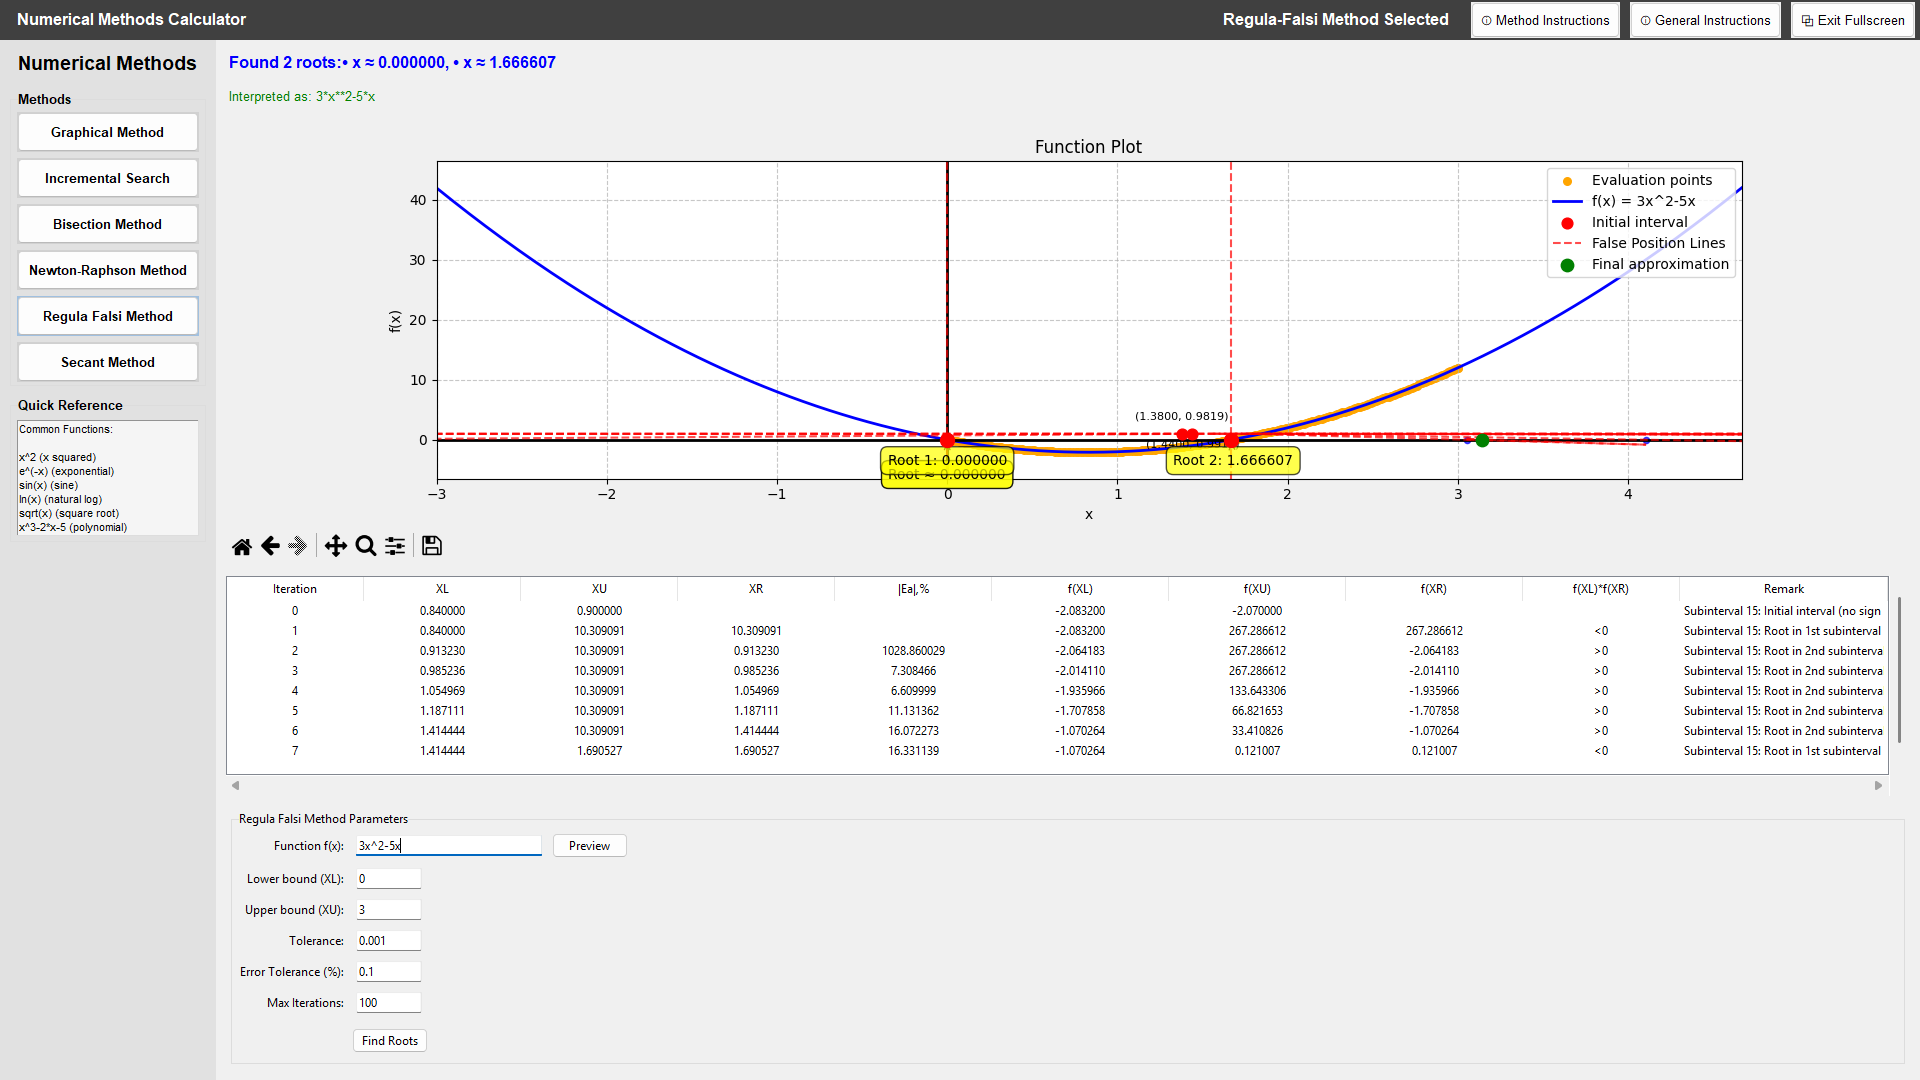 Numerical Methods Calculator
Regula-Falsi Method Selected
Method Instructions
General Instructions
Exit Fullscreen
Numerical Methods
Methods
Graphical Method
Incremental Search
Bisection Method
Newton-Raphson Method
Regula Falsi Method
Secant Method
Quick Reference
Common Functions:
x^2 (x squared)
e^(-x) (exponential)
sin(x) (sine)
ln(x) (natural log)
sqrt(x) (square root)
x^3-2*x-5 (polynomial)
Found 2 roots:• x ≈ 0.000000, • x ≈ 1.666607
Interpreted as: 3*x**2-5*x
Function Plot
f(x)
40
30
20
10
0
Evaluation points
f(x) = 3x^2-5x
Initial interval
False Position Lines
Final approximation
(1.3800, 0.9819)
Root 1: 0.000000
Root ≈ 0.000000
Root 2: 1.666607
−3 −2 −1 0 1 2 3 4
x
Iteration XL XU XR |Ea|,% f(XL) f(XU) f(XR) f(XL)*f(XR) Remark
0 0.840000 0.900000 -2.083200 -2.070000 Subinterval 15: Initial interval (no sign
1 0.840000 10.309091 10.309091 -2.083200 267.286612 267.286612 <0 Subinterval 15: Root in 1st subinterval
2 0.913230 10.309091 0.913230 1028.860029 -2.064183 267.286612 -2.064183 >0 Subinterval 15: Root in 2nd subinterva
3 0.985236 10.309091 0.985236 7.308466 -2.014110 267.286612 -2.014110 >0 Subinterval 15: Root in 2nd subinterva
4 1.054969 10.309091 1.054969 6.609999 -1.935966 133.643306 -1.935966 >0 Subinterval 15: Root in 2nd subinterva
5 1.187111 10.309091 1.187111 11.131362 -1.707858 66.821653 -1.707858 >0 Subinterval 15: Root in 2nd subinterva
6 1.414444 10.309091 1.414444 16.072273 -1.070264 33.410826 -1.070264 >0 Subinterval 15: Root in 2nd subinterva
7 1.414444 1.690527 1.690527 16.331139 -1.070264 0.121007 0.121007 <0 Subinterval 15: Root in 1st subinterval
Regula Falsi Method Parameters
Function f(x): 3x^2-5x Preview
Lower bound (XL): 0
Upper bound (XU): 3
Tolerance: 0.001
Error Tolerance (%): 0.1
Max Iterations: 100
Find Roots